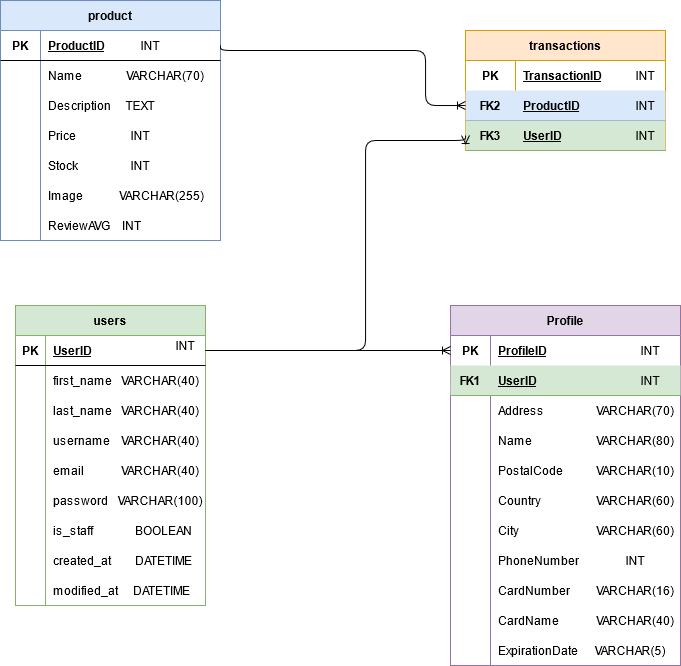 product
PK ProductID INT
Name VARCHAR(70)
Description TEXT
Price INT
Stock INT
Image VARCHAR(255)
ReviewAVG INT
transactions
PK TransactionID INT
FK2 ProductID INT
FK3 UserID INT
users
PK UserID INT
first_name VARCHAR(40)
last_name VARCHAR(40)
username VARCHAR(40)
email VARCHAR(40)
password VARCHAR(100)
is_staff BOOLEAN
created_at DATETIME
modified_at DATETIME
Profile
PK ProfileID INT
FK1 UserID INT
Address VARCHAR(70)
Name VARCHAR(80)
PostalCode VARCHAR(10)
Country VARCHAR(60)
City VARCHAR(60)
PhoneNumber INT
CardNumber VARCHAR(16)
CardName VARCHAR(40)
ExpirationDate VARCHAR(5)